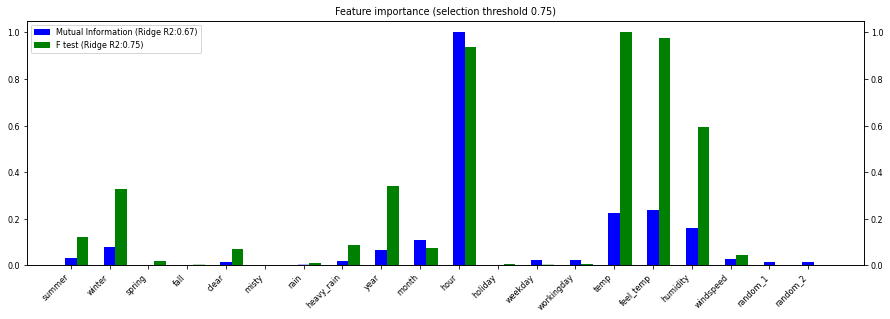 Feature importance (selection threshold 0.75)
Mutual Information (Ridge R2:0.67)
F test (Ridge R2:0.75)
1.0
0.8
0.6
0.4
0.2
0.0
1.0
0.8
0.6
0.4
0.2
0.0
summer
winter
spring
fall
clear
misty
rain
heavy_rain
year
month
hour
holiday
weekday
workingday
temp
feel_temp
humidity
windspeed
random_1
random_2